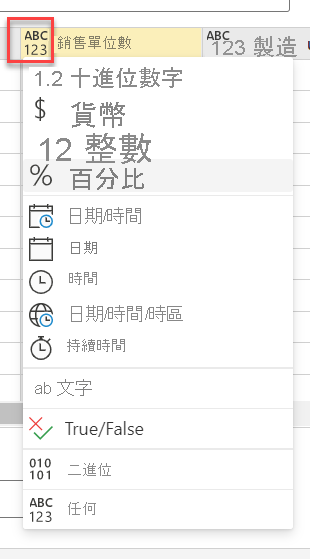 ABC 123 銷售單位數 ABC 123 製造
1.2 十進位數字
$ 貨幣
12 整數
% 百分比
日期/時間
日期
時間
日期/時間/時區
持續時間
ab 文字
True/False
010 101 二進位
ABC 123 任何